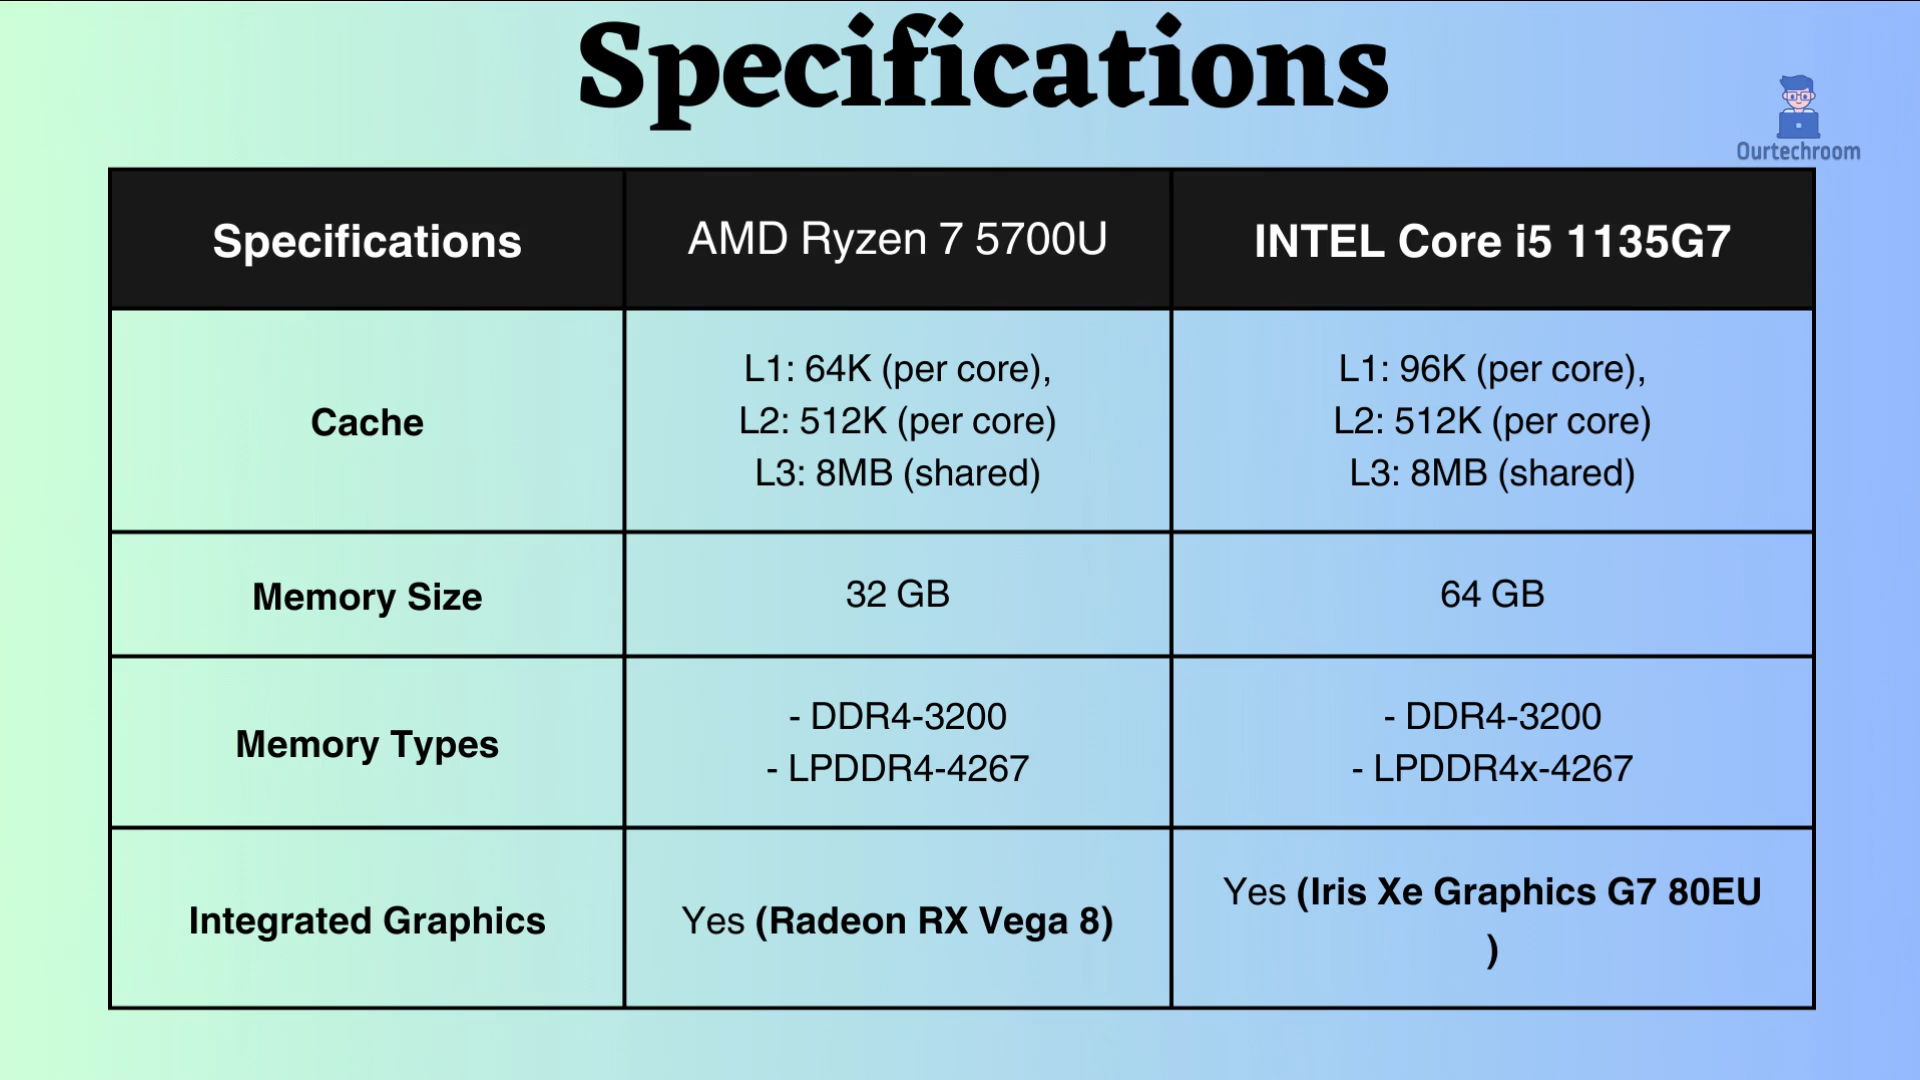 Specifications
Ourtechroom
Specifications
AMD Ryzen 7 5700U
INTEL Core i5 1135G7
Cache
L1: 64K (per core),
L2: 512K (per core)
L3: 8MB (shared)
L1: 96K (per core),
L2: 512K (per core)
L3: 8MB (shared)
Memory Size
32 GB
64 GB
Memory Types
- DDR4-3200
- LPDDR4-4267
- DDR4-3200
- LPDDR4x-4267
Integrated Graphics
Yes (Radeon RX Vega 8)
Yes (Iris Xe Graphics G7 80EU
)